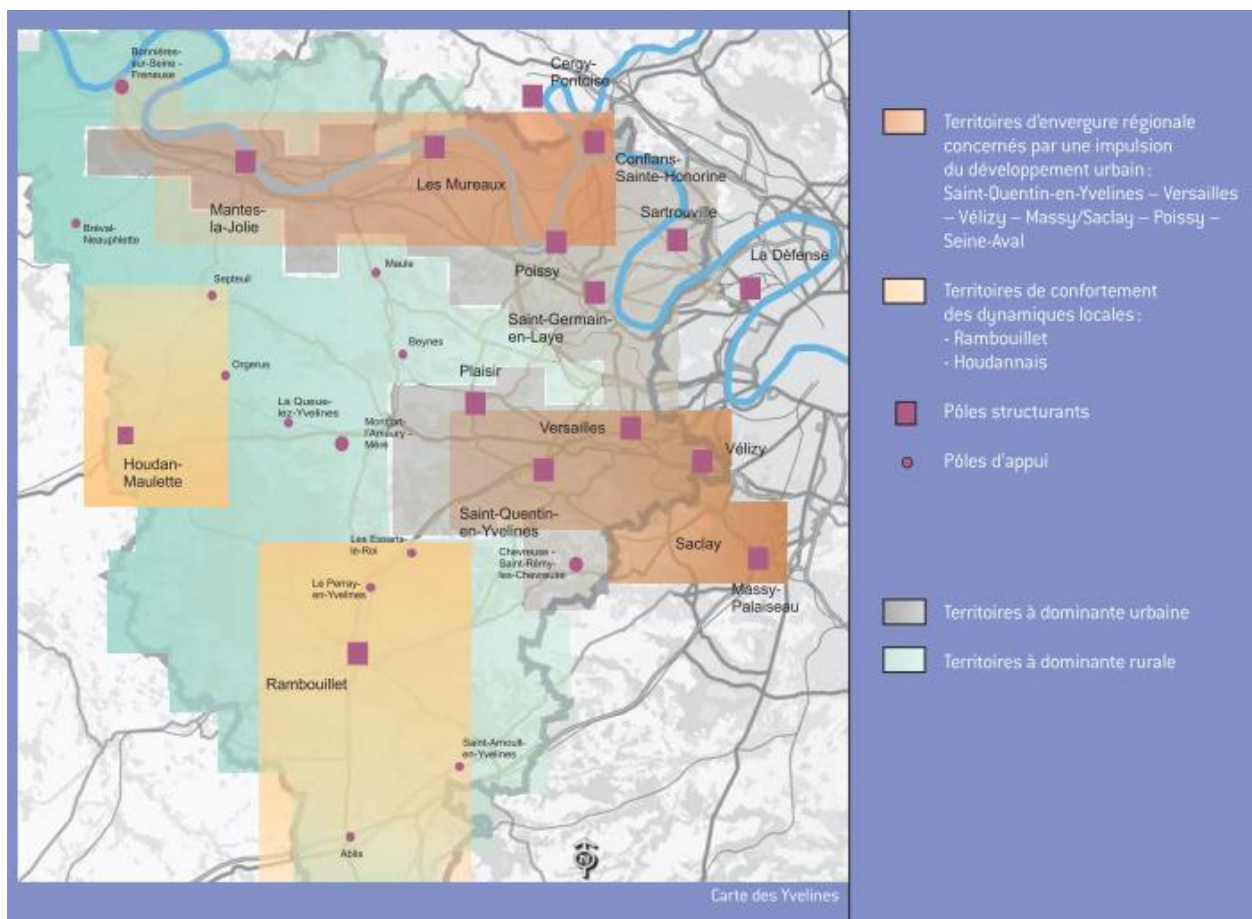 Bonnières-
sur-Seine -
Freneuse
Cergy-
Pontoise
Conflans-
Sainte-Honorine
Les Mureaux
Mantes-
la-Jolie
Sartrouville
Bréval-
Neauphlette
La Défense
Poissy
Maule
Septeuil
Saint-Germain-
en-Laye
Beynes
Orgerus
Plaisir
La Queue-
lez-Yvelines
Montfort-
l'Amaury –
Méré
Versailles
Vélizy
Houdan-
Maulette
Saint-Quentin-
en-Yvelines
Les Essarts-
le-Roi
Chevreuse -
Saint-Rémy-
les-Chevreuse
Saclay
Le Perray-
en-Yvelines
Massy-
Palaiseau
Rambouillet
Saint-Arnoult-
en-Yvelines
Ablis
N
Carte des Yvelines
Territoires d'envergure régionale
concernés par une impulsion
du développement urbain :
Saint-Quentin-en-Yvelines – Versailles
– Vélizy – Massy/Saclay – Poissy –
Seine-Aval
Territoires de confortement
des dynamiques locales :
- Rambouillet
- Houdannais
Pôles structurants
Pôles d'appui
Territoires à dominante urbaine
Territoires à dominante rurale